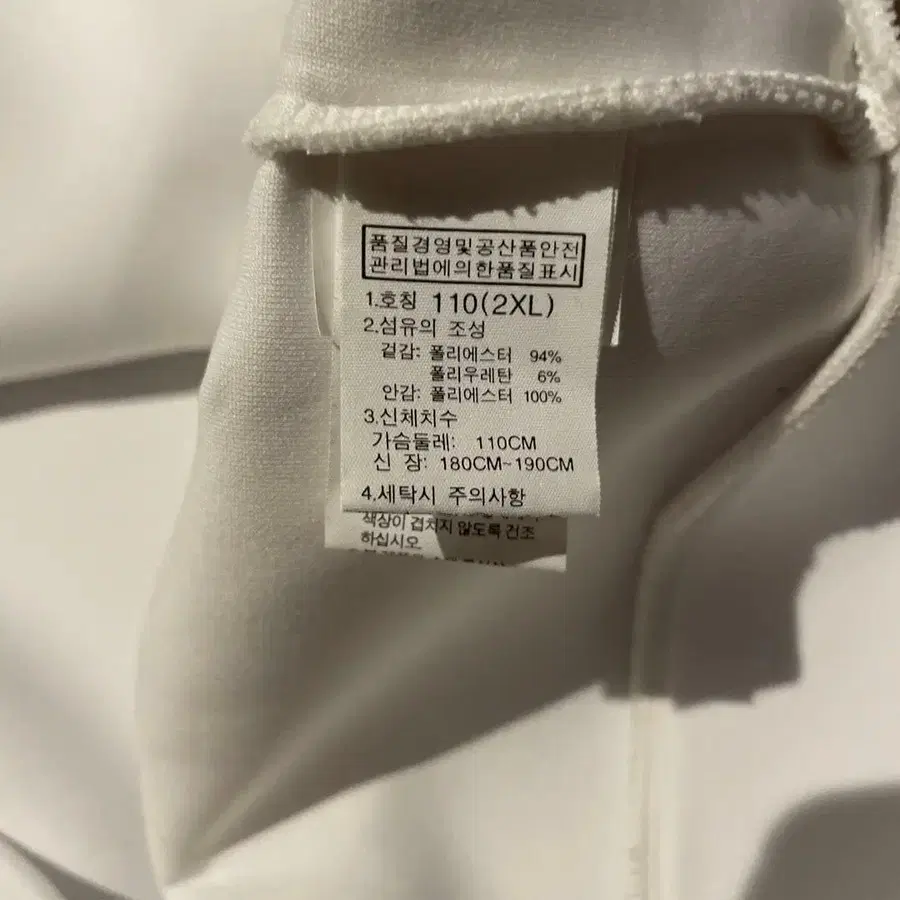 품질경영및공산품안전
관리법에의한품질표시
1.호칭 110(2XL)
2.섬유의 조성
겉감: 폴리에스터 94%
폴리우레탄 6%
안감: 폴리에스터 100%
3.신체치수
가슴둘레: 110CM
신 장: 180CM~190CM
4.세탁시 주의사항
색상이 겹치지 않도록 건조
하십시오